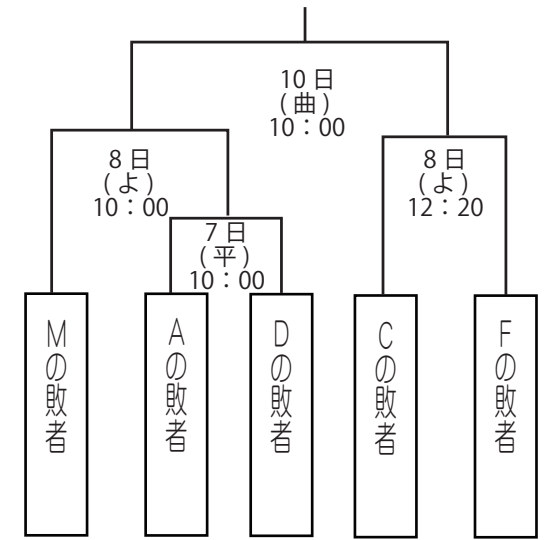 10日
(曲)
10：00
8日
(よ)
10：00
8日
(よ)
12：20
7日
(平)
10：00
Mの敗者
Aの敗者
Dの敗者
Cの敗者
Fの敗者